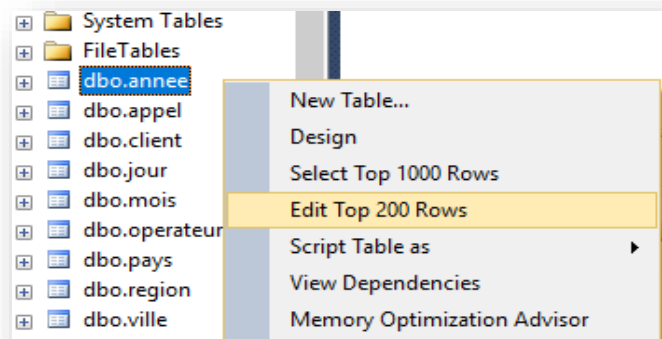 System Tables
FileTables
dbo.annee
dbo.appel
dbo.client
dbo.jour
dbo.mois
dbo.operateur
dbo.pays
dbo.region
dbo.ville
New Table...
Design
Select Top 1000 Rows
Edit Top 200 Rows
Script Table as
View Dependencies
Memory Optimization Advisor